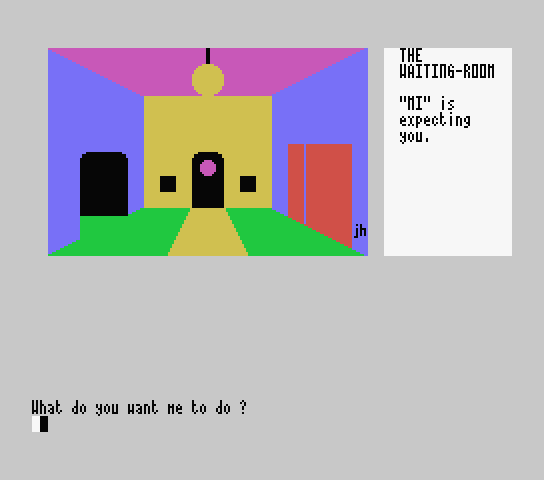 THE
WAITING-ROOM
"MI" is
expecting
you.
jh
What do you want me to do ?